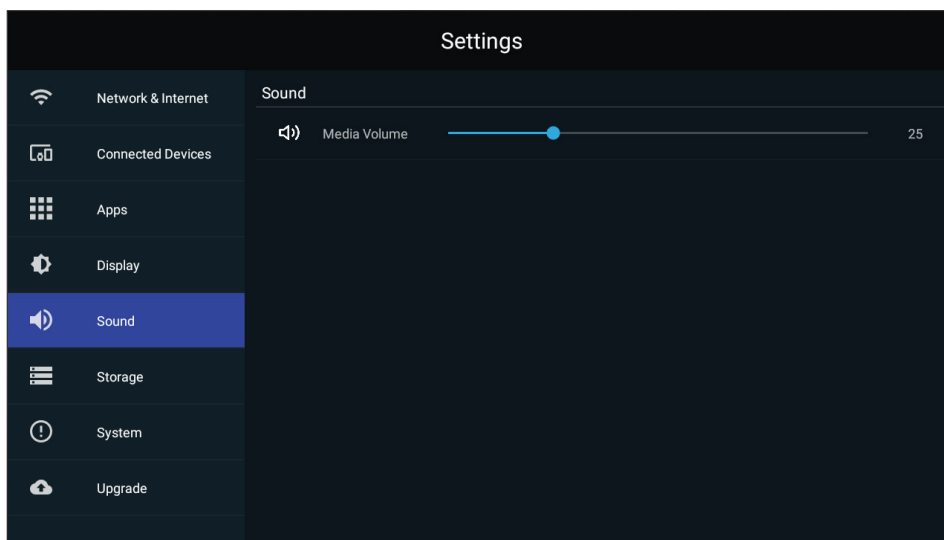 Settings
Network & Internet
Connected Devices
Apps
Display
Sound
Storage
System
Upgrade
Sound
Media Volume 25